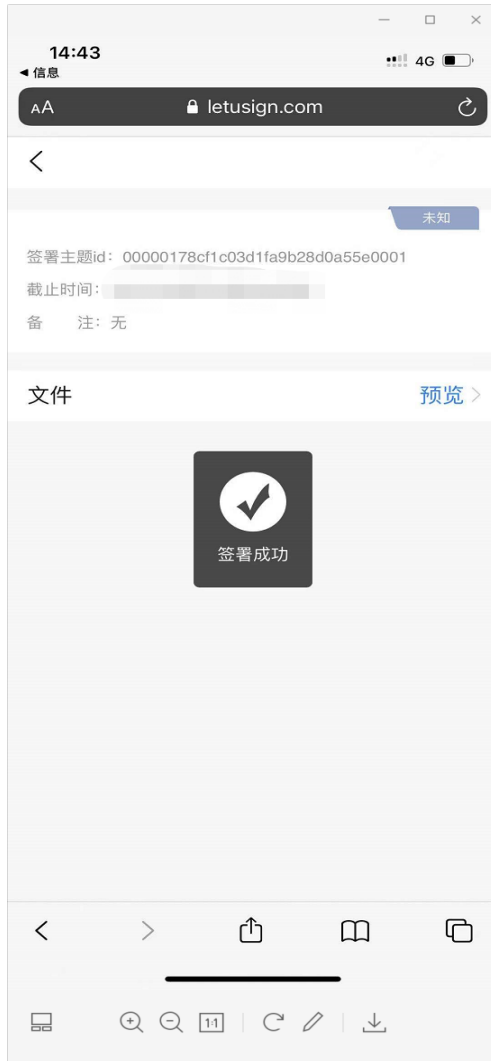 14:43
◀ 信息
4G
AA
letusign.com
未知
签署主题id：00000178cf1c03d1fa9b28d0a55e0001
截止时间：
备 注：无
文件
预览
签署成功
1:1